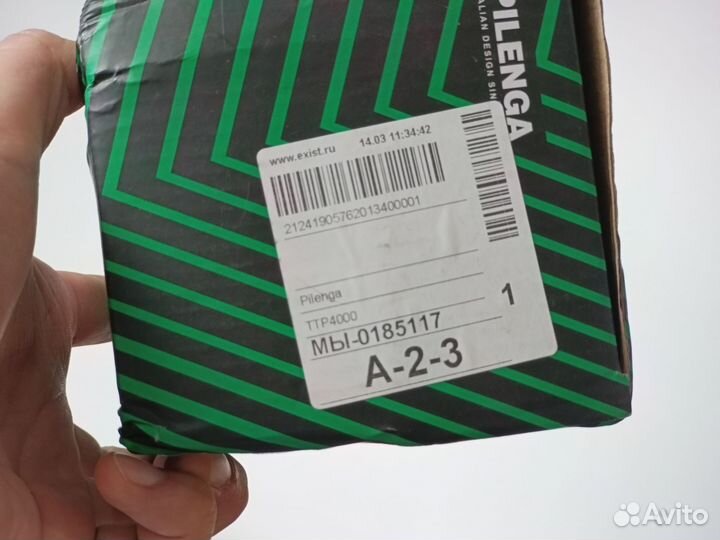 PILENGA
ALIAN DESIGN SIN
www.exist.ru 14.03 11:34:42
21241905762013400001
Pilenga
TTP4000
1
МЫ-0185117
А-2-3
Avito